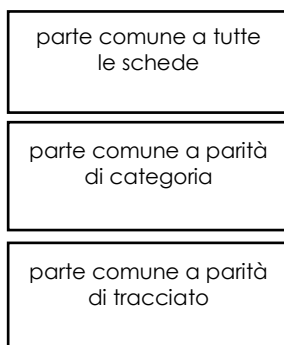 parte comune a tutte
le schede
parte comune a parità
di categoria
parte comune a parità
di tracciato